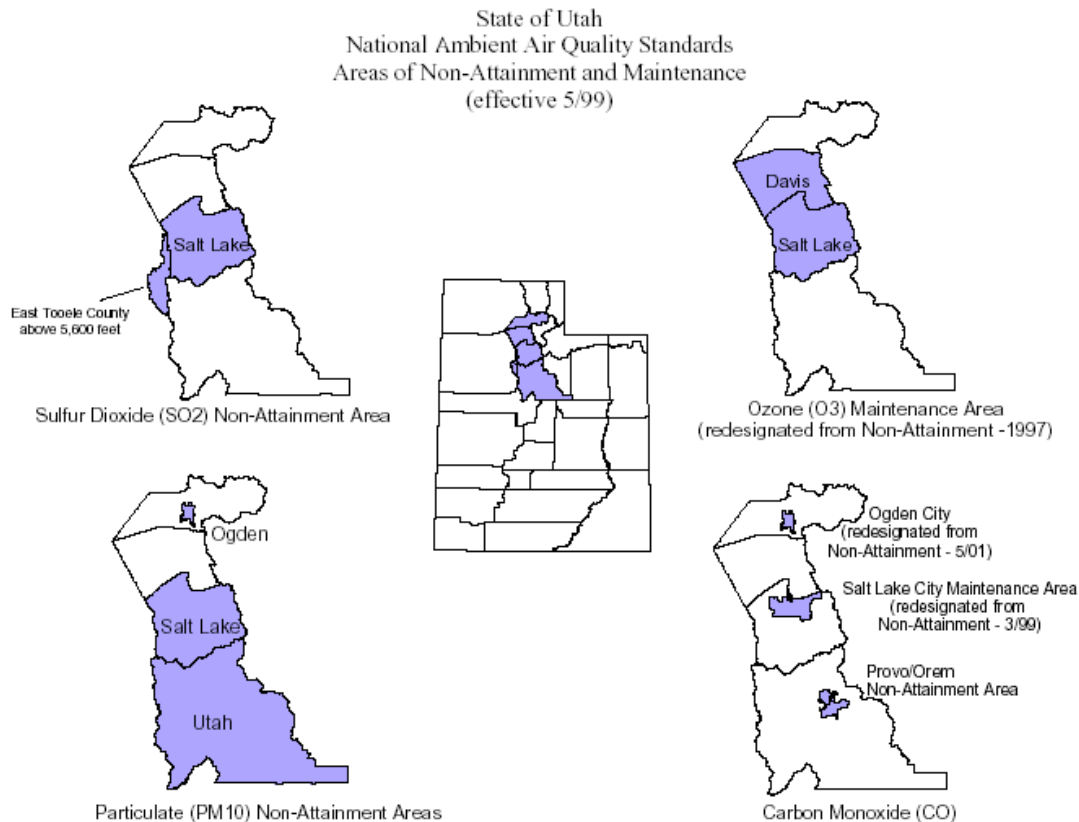 State of Utah
National Ambient Air Quality Standards
Areas of Non-Attainment and Maintenance
(effective 5/99)
Salt Lake
East Tooele County
above 5,600 feet
Sulfur Dioxide (SO2) Non-Attainment Area
Davis
Salt Lake
Ozone (O3) Maintenance Area
(redesignated from Non-Attainment -1997)
Ogden
Salt Lake
Utah
Particulate (PM10) Non-Attainment Areas
Ogden City
(redesignated from
Non-Attainment - 5/01)
Salt Lake City Maintenance Area
(redesignated from
Non-Attainment - 3/99)
Provo/Orem
Non-Attainment Area
Carbon Monoxide (CO)